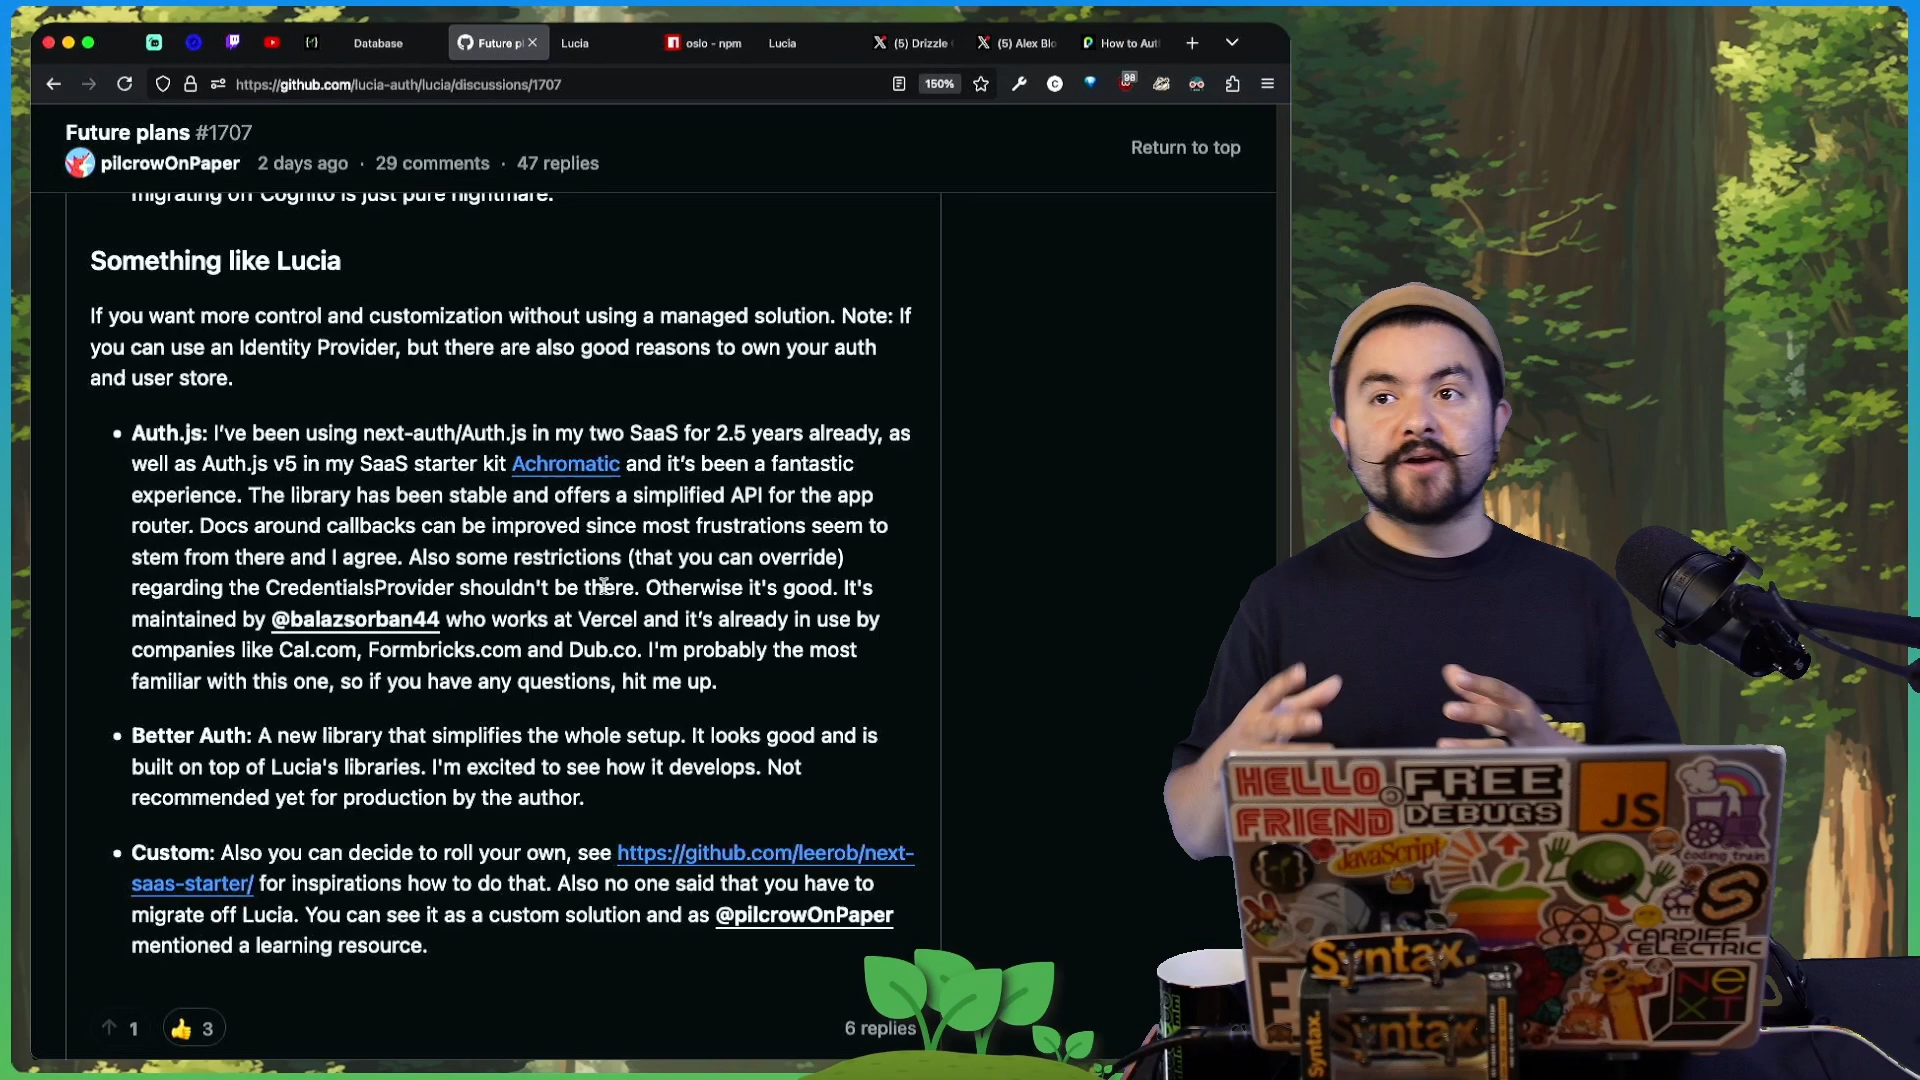 Database
Future pl
Lucia
oslo - npm
Lucia
(5) Drizzle
(5) Alex Blo
How to Aut
https://github.com/lucia-auth/lucia/discussions/1707
150%
98
Future plans #1707
Return to top
pilcrowOnPaper 2 days ago · 29 comments · 47 replies
migrating off Cognito is just pure nightmare.
Something like Lucia
If you want more control and customization without using a managed solution. Note: If
you can use an Identity Provider, but there are also good reasons to own your auth
and user store.
• Auth.js: I've been using next-auth/Auth.js in my two SaaS for 2.5 years already, as
well as Auth.js v5 in my SaaS starter kit Achromatic and it's been a fantastic
experience. The library has been stable and offers a simplified API for the app
router. Docs around callbacks can be improved since most frustrations seem to
stem from there and I agree. Also some restrictions (that you can override)
regarding the CredentialsProvider shouldn't be there. Otherwise it's good. It's
maintained by @balazsorban44 who works at Vercel and it's already in use by
companies like Cal.com, Formbricks.com and Dub.co. I'm probably the most
familiar with this one, so if you have any questions, hit me up.
• Better Auth: A new library that simplifies the whole setup. It looks good and is
built on top of Lucia's libraries. I'm excited to see how it develops. Not
recommended yet for production by the author.
• Custom: Also you can decide to roll your own, see https://github.com/leerob/next-
saas-starter/ for inspirations how to do that. Also no one said that you have to
migrate off Lucia. You can see it as a custom solution and as @pilcrowOnPaper
mentioned a learning resource.
1
3
6 replies
HELLO
FRIEND
FREE
DEBUGS
JS
JavaScript
coding train
CARDIFF
ELECTRIC
Syntax.
Syntax.
Syntax.
NEXT